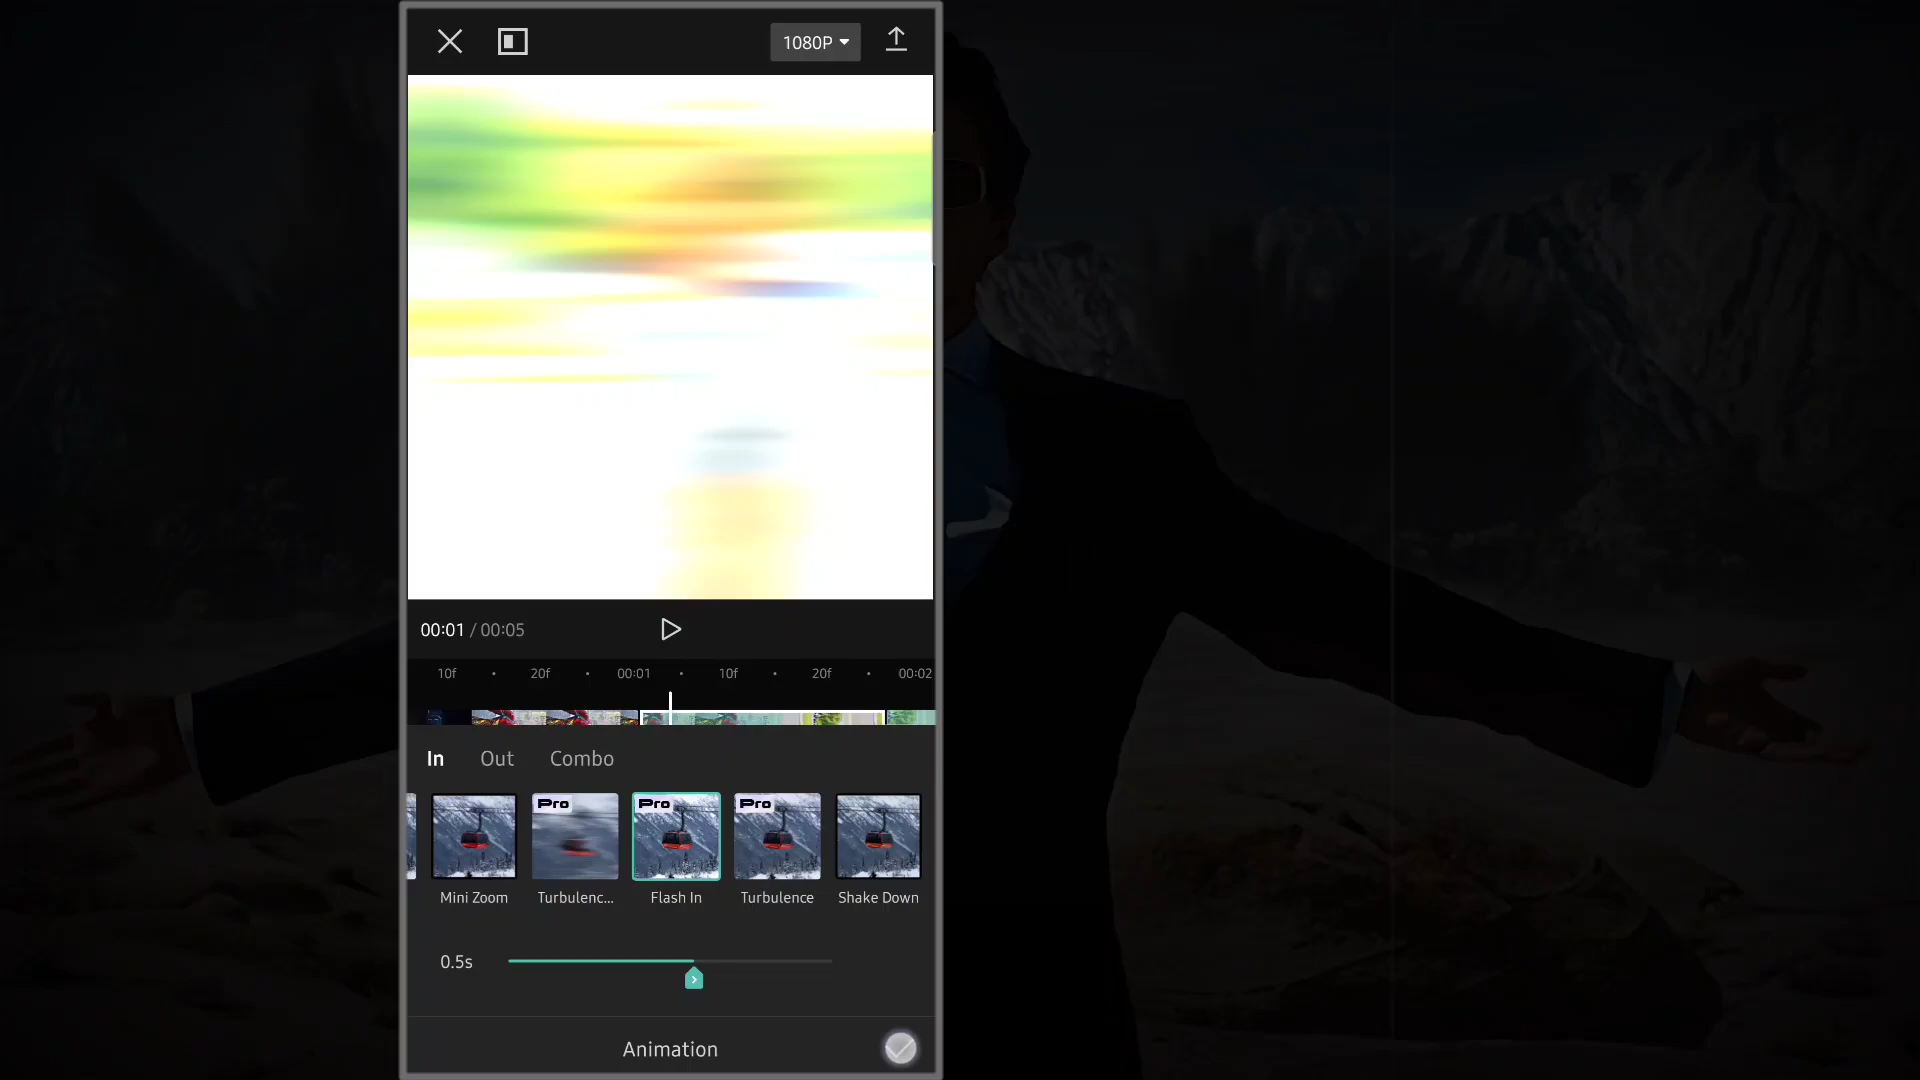 1080P
00:01 / 00:05
10f 20f 00:01 10f 20f 00:02
In Out Combo
Pro Pro Pro
Mini Zoom Turbulenc... Flash In Turbulence Shake Down
0.5s
Animation